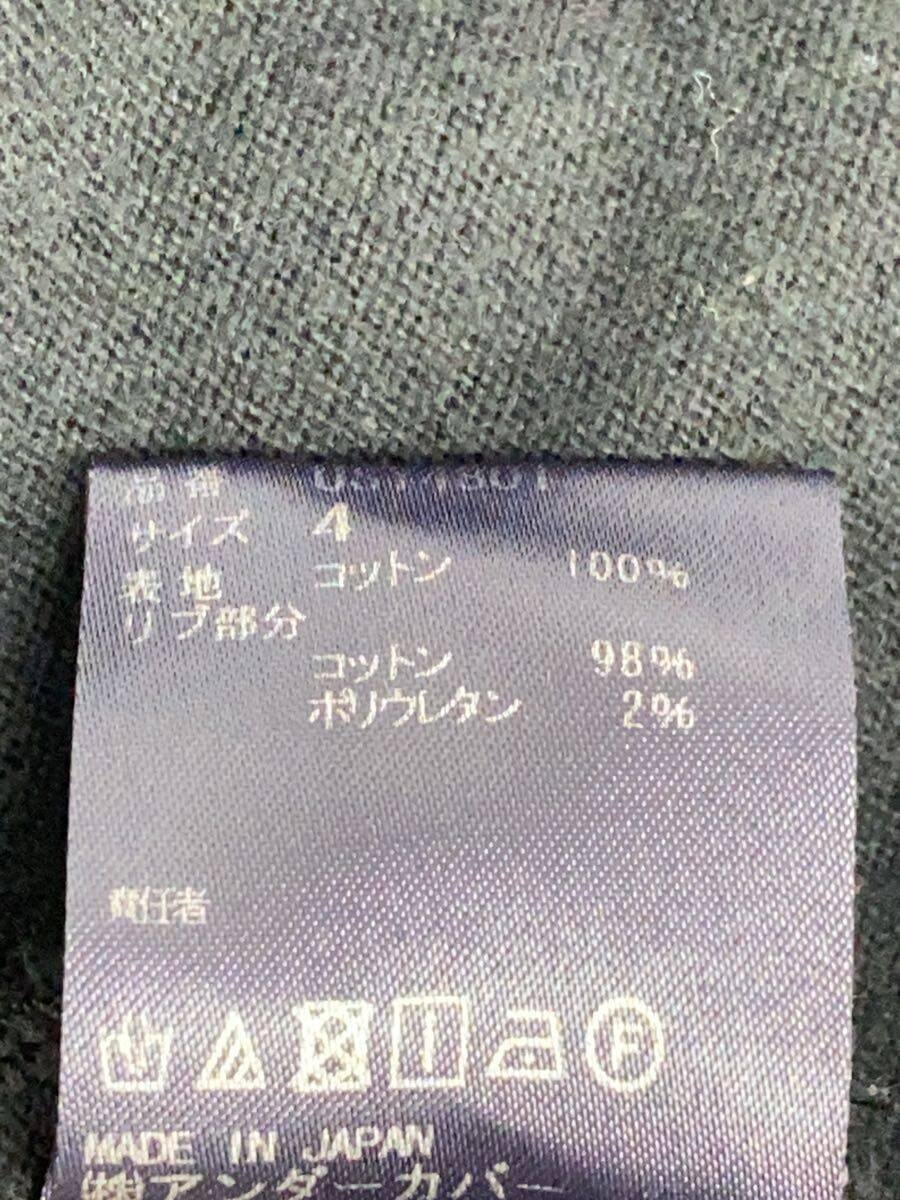 品番
サイズ 4
表地 コットン 100%
リブ部分
コットン 98%
ポリウレタン 2%
責任者
F
MADE IN JAPAN
(株)アンダーカバー